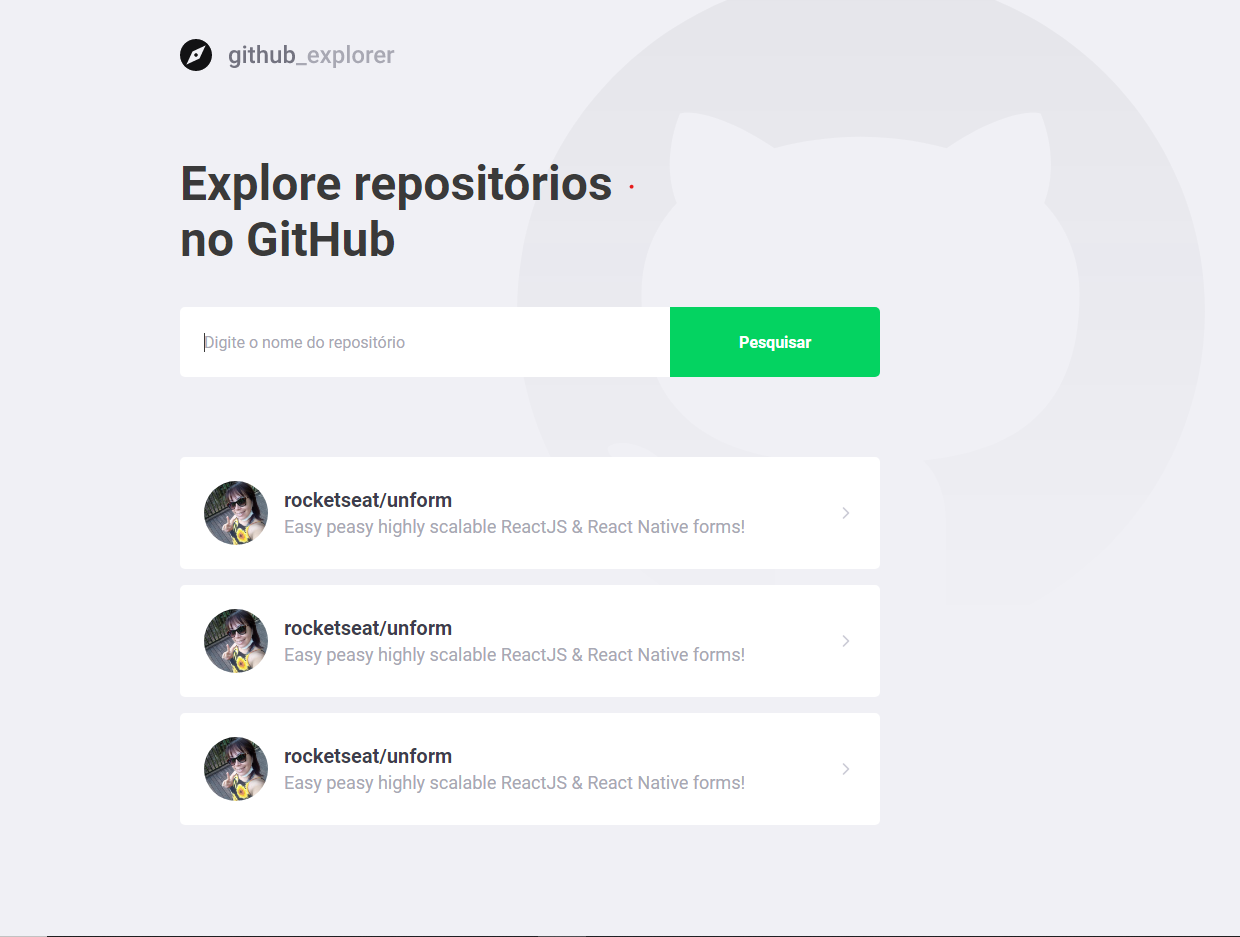 github_explorer
Explore repositórios
no GitHub
Digite o nome do repositório
Pesquisar
rocketseat/unform
Easy peasy highly scalable ReactJS & React Native forms!
rocketseat/unform
Easy peasy highly scalable ReactJS & React Native forms!
rocketseat/unform
Easy peasy highly scalable ReactJS & React Native forms!